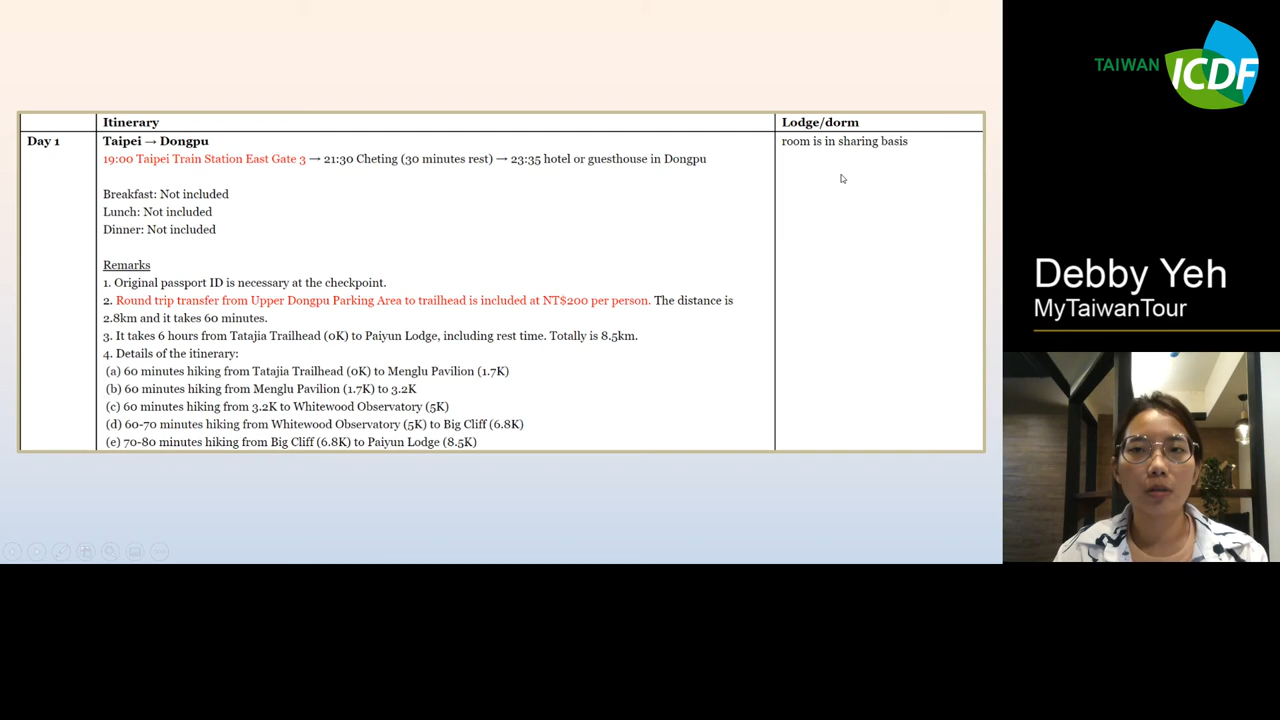 TAIWAN ICDF
Itinerary
Lodge/dorm
Day 1
Taipei → Dongpu
room is in sharing basis
19:00 Taipei Train Station East Gate 3 → 21:30 Cheting (30 minutes rest) → 23:35 hotel or guesthouse in Dongpu
Breakfast: Not included
Lunch: Not included
Dinner: Not included
Remarks
1. Original passport ID is necessary at the checkpoint.
2. Round trip transfer from Upper Dongpu Parking Area to trailhead is included at NT$200 per person. The distance is
2.8km and it takes 60 minutes.
3. It takes 6 hours from Tatajia Trailhead (0K) to Paiyun Lodge, including rest time. Totally is 8.5km.
4. Details of the itinerary:
(a) 60 minutes hiking from Tatajia Trailhead (0K) to Menglu Pavilion (1.7K)
(b) 60 minutes hiking from Menglu Pavilion (1.7K) to 3.2K
(c) 60 minutes hiking from 3.2K to Whitewood Observatory (5K)
(d) 60-70 minutes hiking from Whitewood Observatory (5K) to Big Cliff (6.8K)
(e) 70-80 minutes hiking from Big Cliff (6.8K) to Paiyun Lodge (8.5K)
Debby Yeh
MyTaiwanTour